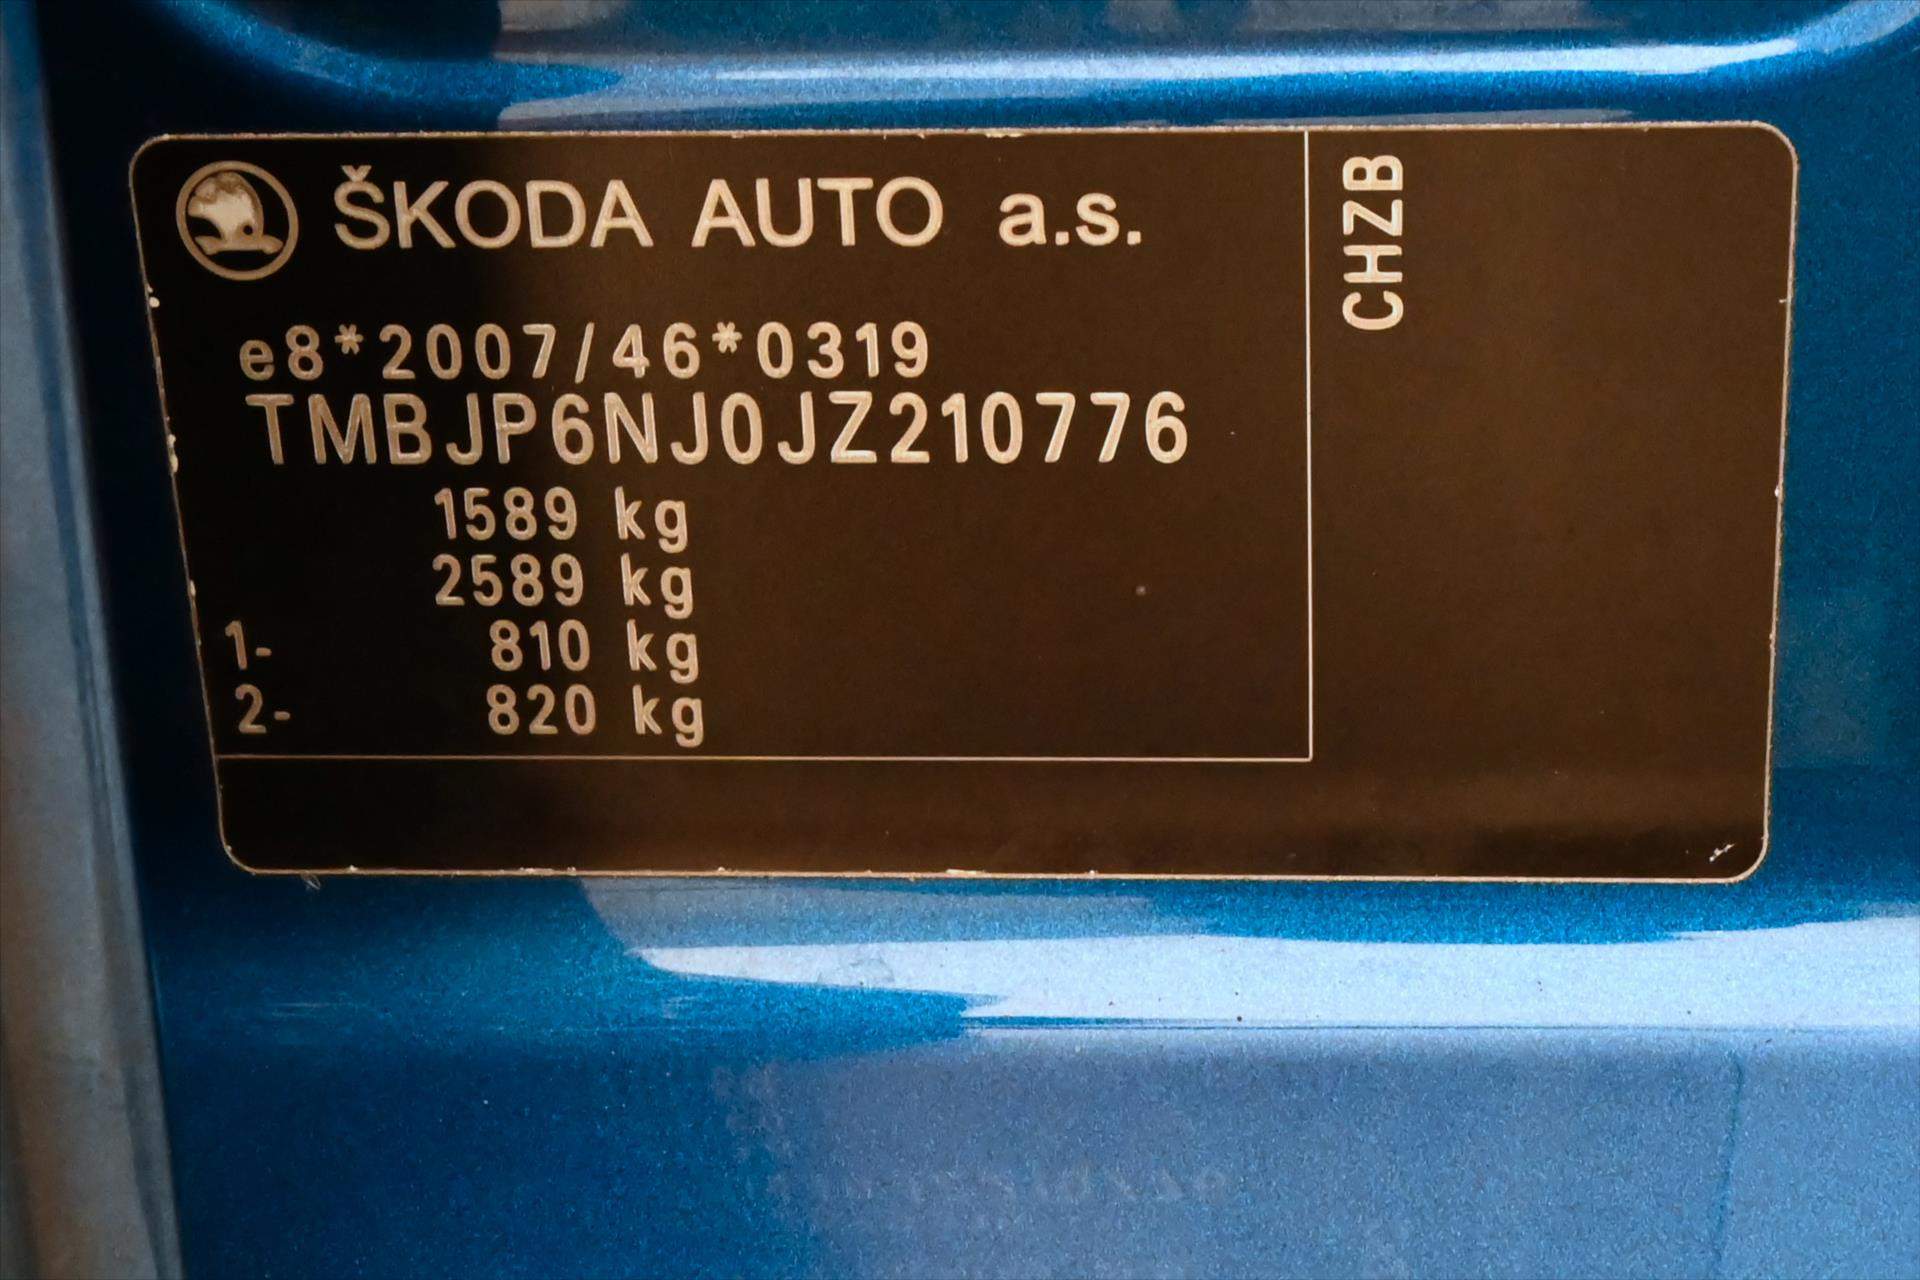 ŠKODA AUTO a.s.
e8*2007/46*0319
TMBJP6NJ0JZ210776
1589 kg
2589 kg
1- 810 kg
2- 820 kg
CHZB